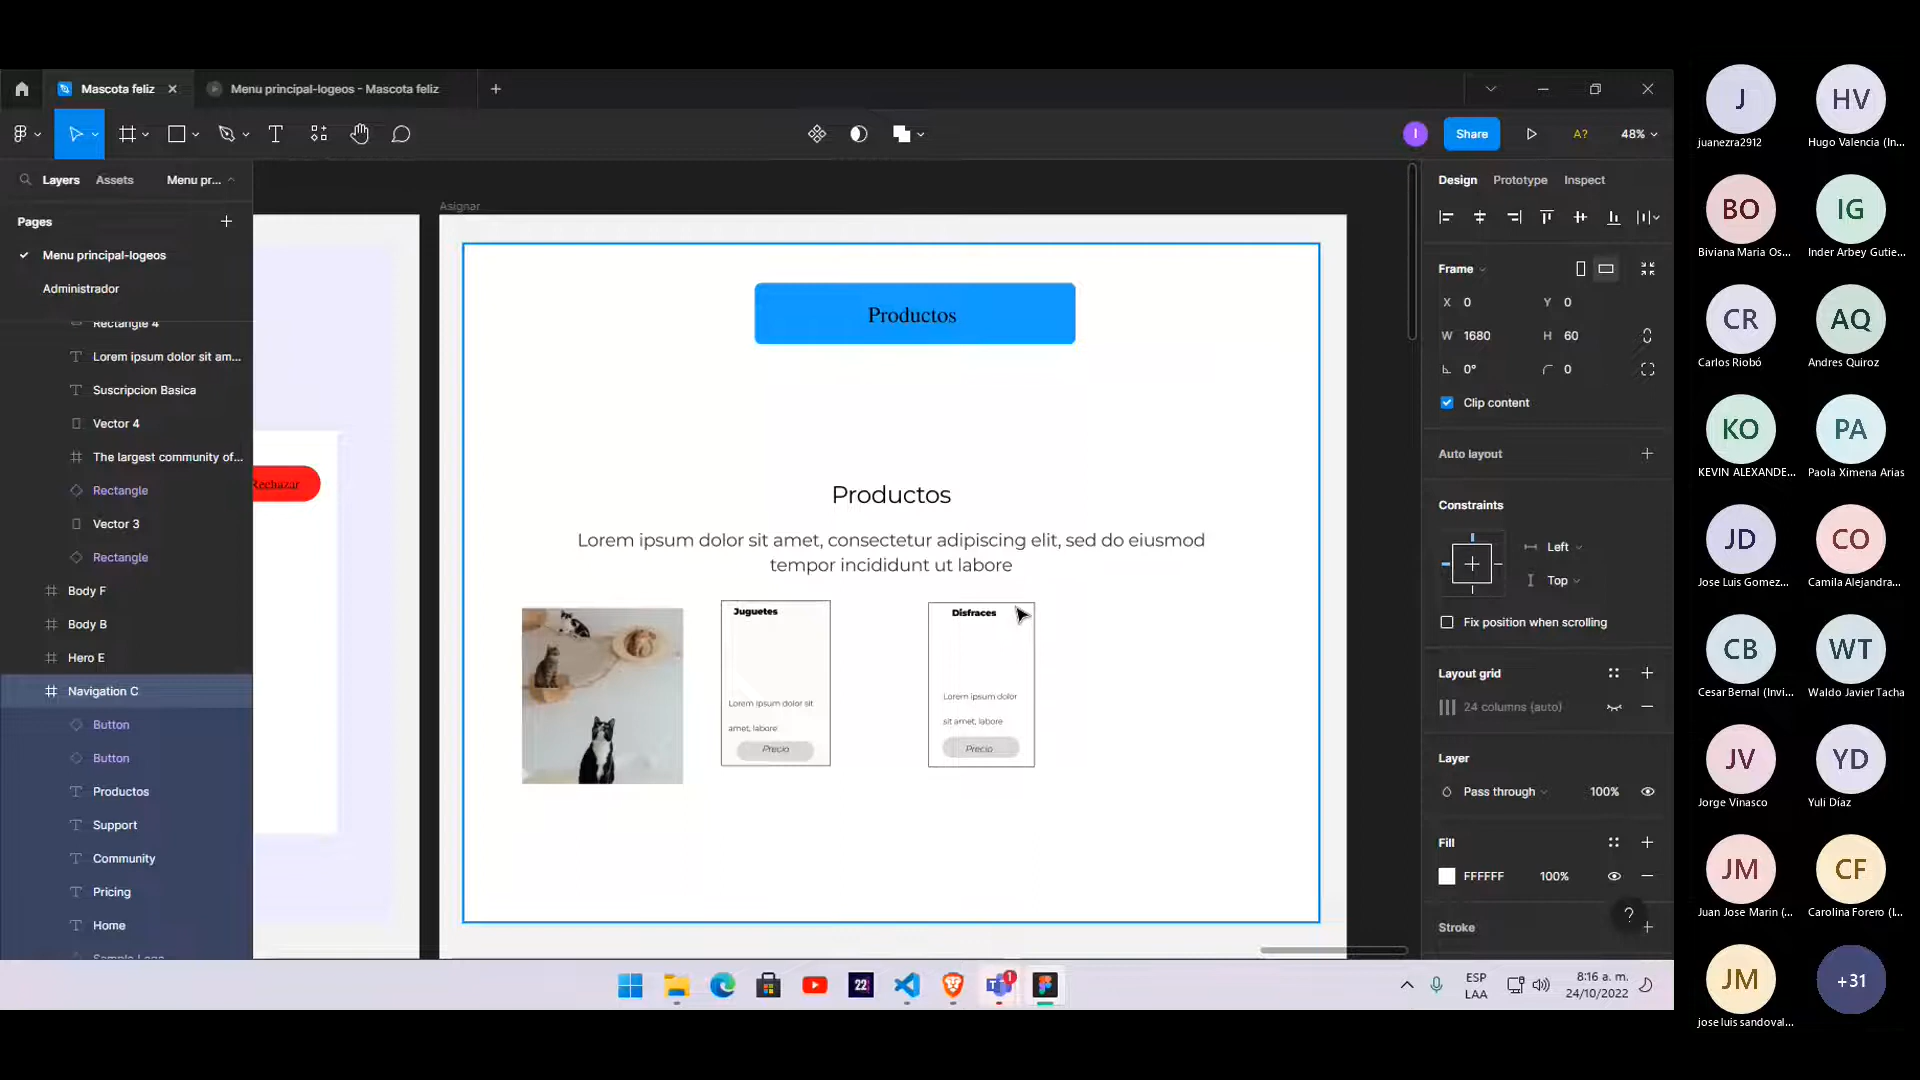 Mascota feliz
Menu principal-logeos - Mascota feliz
I
Share
A?
48%
Layers
Assets
Menu pr...
Pages
Menu principal-logeos
Administrador
Rectangle 4
Lorem ipsum dolor sit am...
Suscripcion Basica
Vector 4
The largest community of...
Rectangle
Vector 3
Rectangle
Body F
Body B
Hero E
Navigation C
Button
Button
Productos
Support
Community
Pricing
Home
Sample Logo
Rechazar
Asignar
Productos
Productos
Lorem ipsum dolor sit amet, consectetur adipiscing elit, sed do eiusmod
tempor incididunt ut labore
Juguetes
Lorem ipsum dolor sit
amet, labore
Precio
Disfraces
Lorem ipsum dolor
sit amet, labore
Precio
Design
Prototype
Inspect
Frame
X 0
Y 0
W 1680
H 60
0°
0
Clip content
Auto layout
Constraints
Left
Top
Fix position when scrolling
Layout grid
24 columns (auto)
Layer
Pass through
100%
Fill
FFFFFF
100%
?
Stroke
22
1
ESP
LAA
8:16 a. m.
24/10/2022
J
juanezra2912
HV
Hugo Valencia (In...
BO
Biviana Maria Os...
IG
Inder Arbey Gutie...
CR
Carlos Riobó
AQ
Andres Quiroz
KO
KEVIN ALEXANDE...
PA
Paola Ximena Arias
JD
Jose Luis Gomez...
CO
Camila Alejandra...
CB
Cesar Bernal (Invi...
WT
Waldo Javier Tacha
JV
Jorge Vinasco
YD
Yuli Díaz
JM
Juan Jose Marin (...
CF
Carolina Forero (I...
JM
jose luis sandoval...
+31